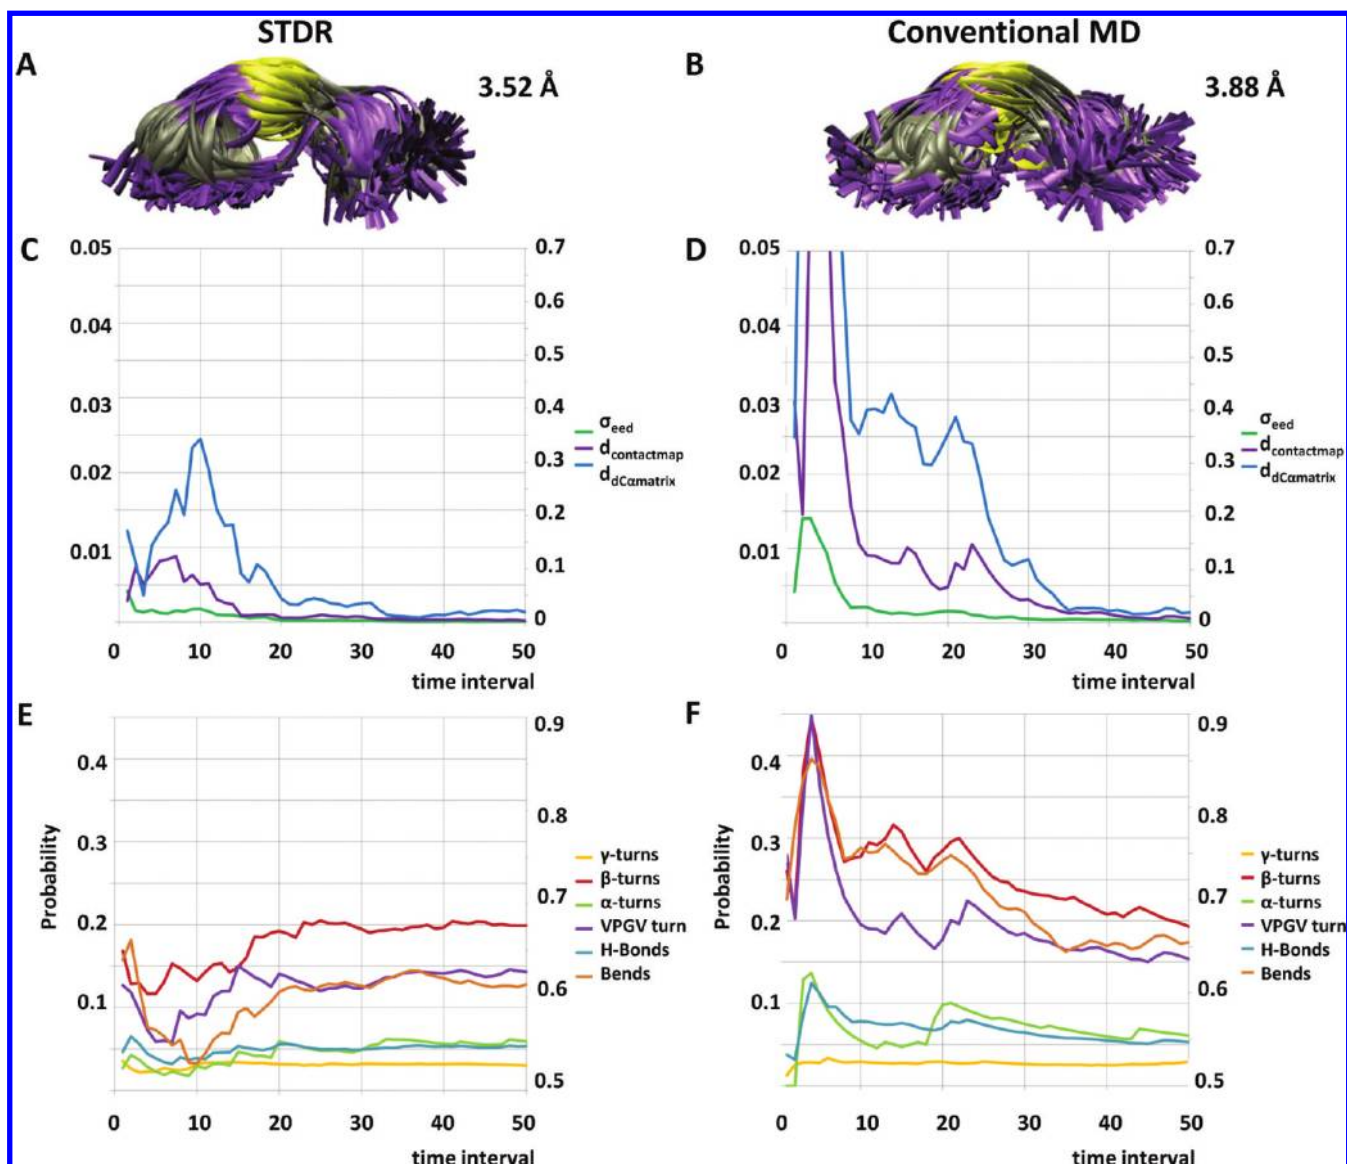 STDR
Conventional MD
A
3.52 Å
B
3.88 Å
C
0.05
0.04
0.03
0.02
0.01
0.7
0.6
0.5
0.4
0.3
0.2
0.1
0
σeed
dcontactmap
ddCαmatrix
0 10 20 30 40 50
time interval
D
0.05
0.04
0.03
0.02
0.01
0.7
0.6
0.5
0.4
0.3
0.2
0.1
0
σeed
dcontactmap
ddCαmatrix
0 10 20 30 40 50
time interval
E
Probability
0.4
0.3
0.2
0.1
0.9
0.8
0.7
0.6
0.5
γ-turns
β-turns
α-turns
VPGV turn
H-Bonds
Bends
0 10 20 30 40 50
time interval
F
Probability
0.4
0.3
0.2
0.1
0.9
0.8
0.7
0.6
0.5
γ-turns
β-turns
α-turns
VPGV turn
H-Bonds
Bends
0 10 20 30 40 50
time interval